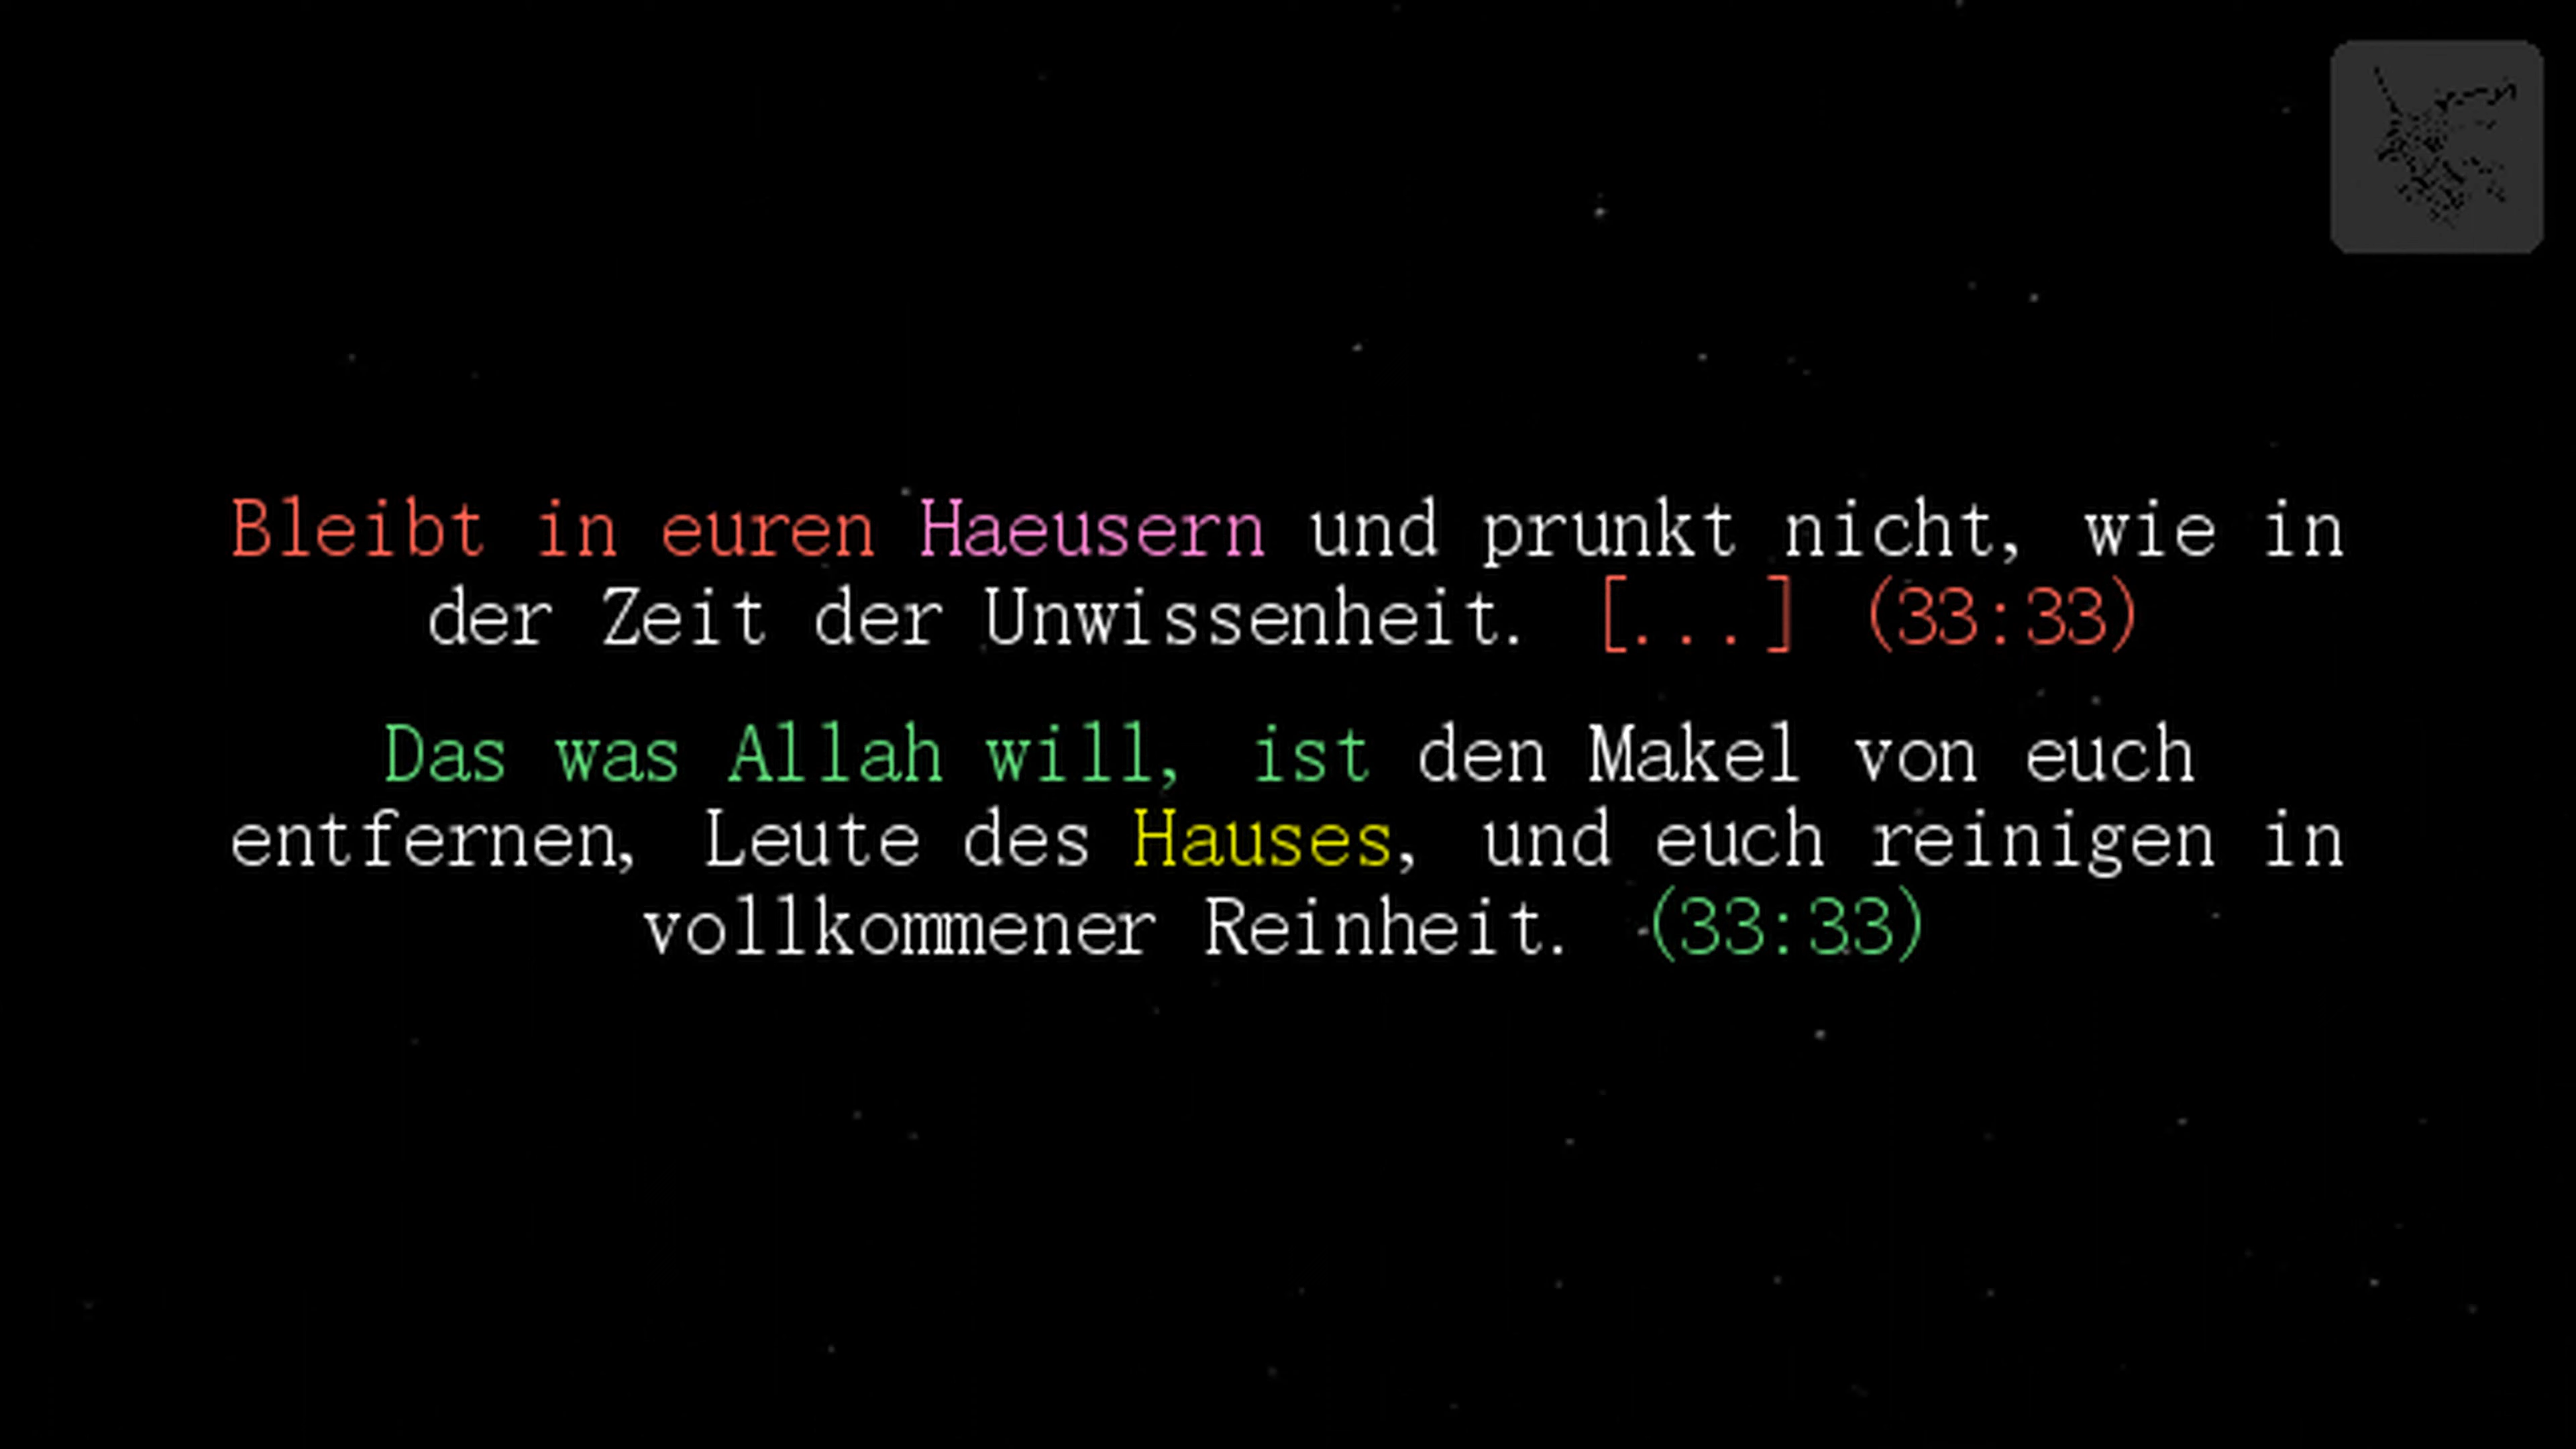 Bleibt in euren Haeusern und prunkt nicht, wie in
der Zeit der Unwissenheit. [...] (33:33)
Das was Allah will, ist den Makel von euch
entfernen, Leute des Hauses, und euch reinigen in
vollkommener Reinheit. (33:33)